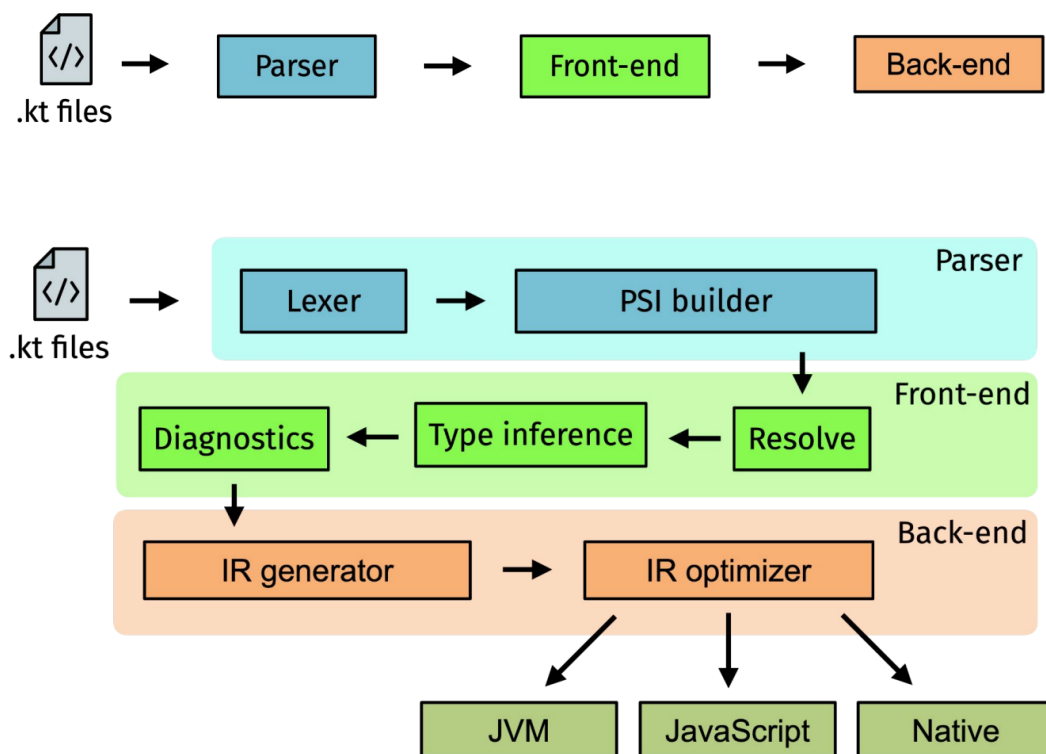 </>
.kt files
Parser
Front-end
Back-end
</>
.kt files
Parser
Lexer
PSI builder
Front-end
Diagnostics
Type inference
Resolve
Back-end
IR generator
IR optimizer
JVM
JavaScript
Native